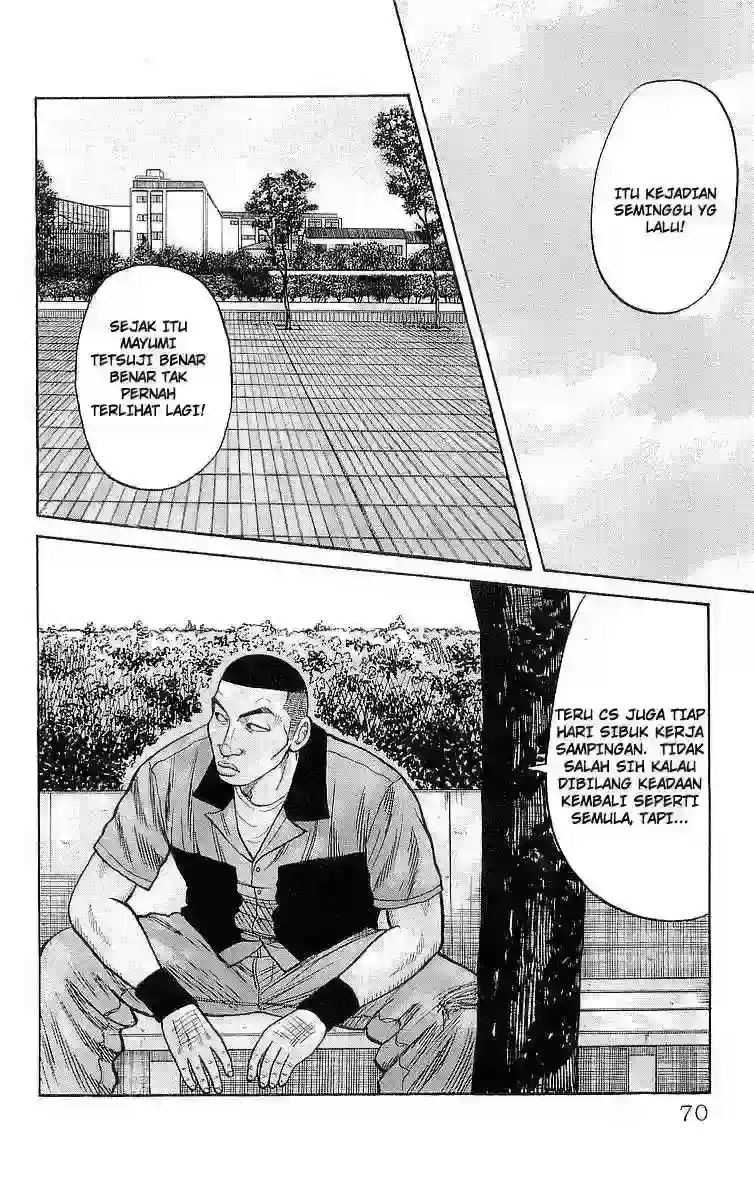 ITU KEJADIAN
SEMINGGU YG
LALU!
SEJAK ITU
MAYUMI
TETSUJI BENAR
BENAR TAK
PERNAH
TERLIHAT LAGI!
TERU CS JUGA TIAP
HARI SIBUK KERJA
SAMPINGAN. TIDAK
SALAH SIH KALAU
DIBILANG KEADAAN
KEMBALI SEPERTI
SEMULA, TAPI...
70